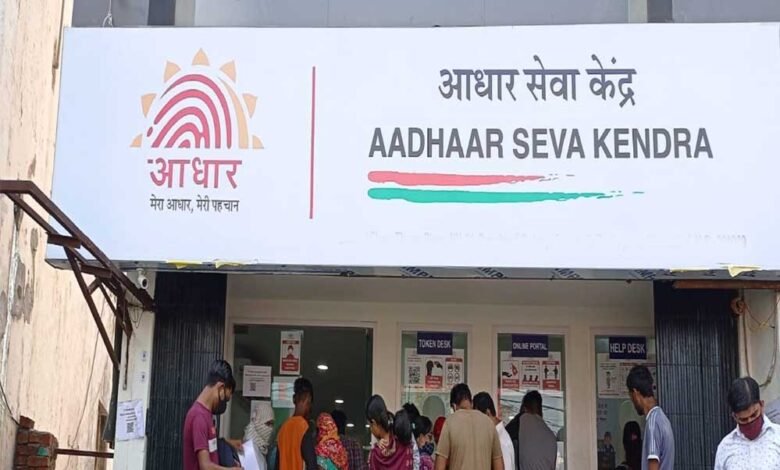 आधार
मेरा आधार, मेरी पहचान
आधार सेवा केंद्र
AADHAAR SEVA KENDRA
TOKEN DESK
ONLINE PORTAL
HELP DESK